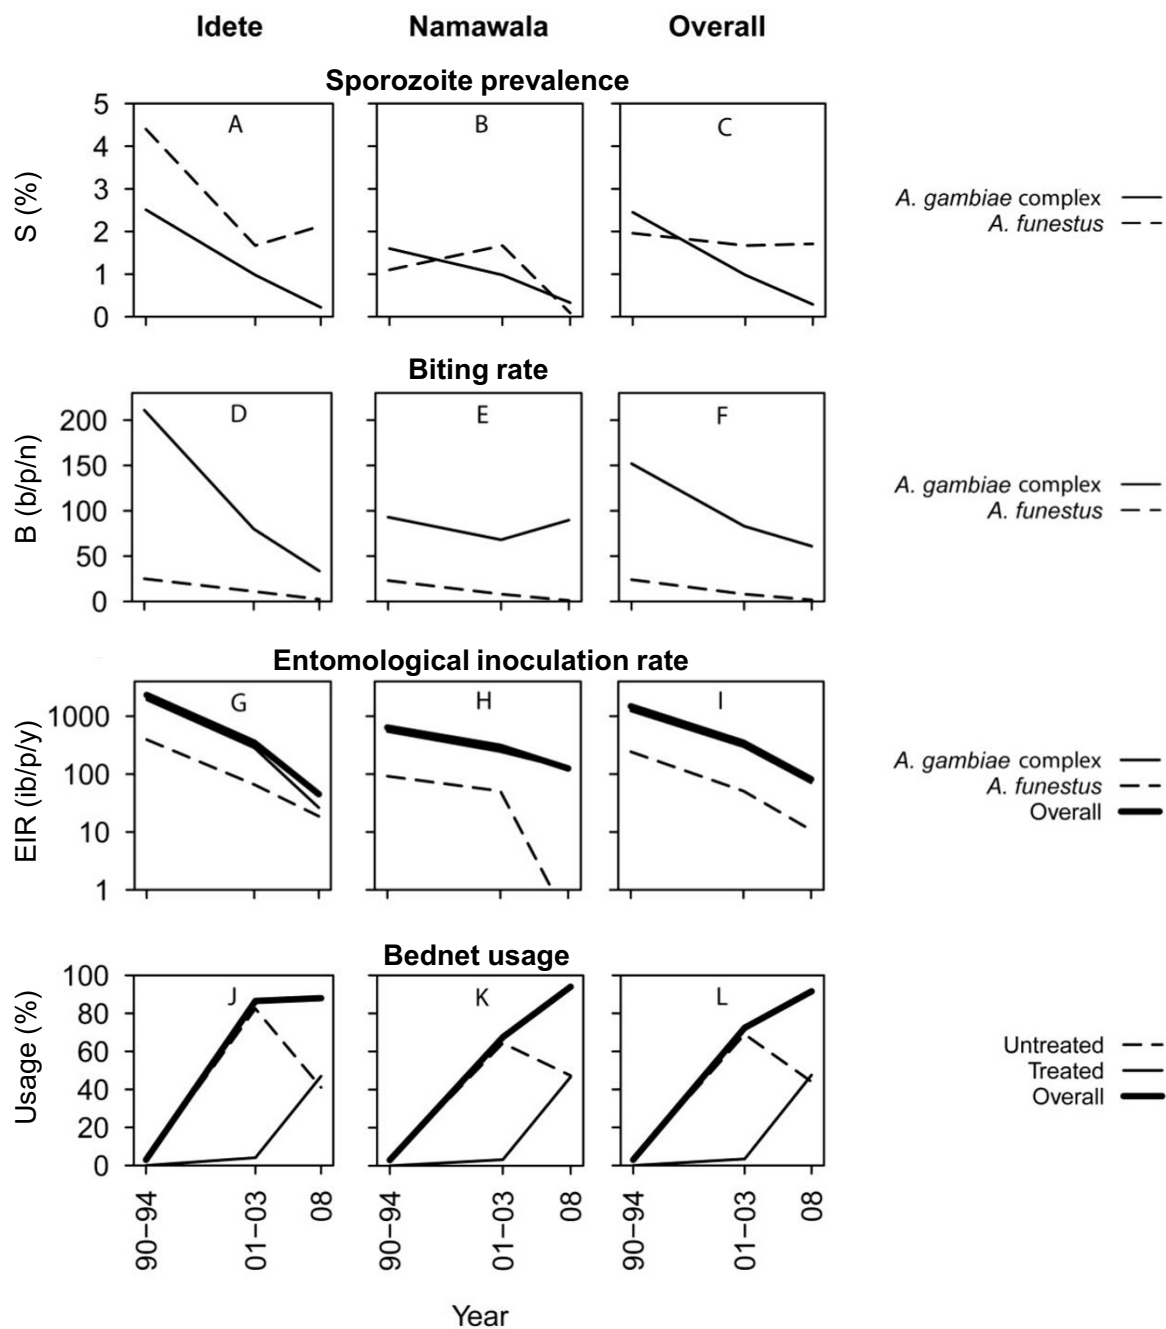 Idete Namawala Overall
Sporozoite prevalence
S (%)
5
4
3
2
1
0
A
B
C
A. gambiae complex
A. funestus
Biting rate
B (b/p/n)
200
150
100
50
0
D
E
F
A. gambiae complex
A. funestus
Entomological inoculation rate
EIR (ib/p/y)
1000
100
10
1
G
H
I
A. gambiae complex
A. funestus
Overall
Bednet usage
Usage (%)
100
80
60
40
20
0
J
K
L
Untreated
Treated
Overall
90–94
01–03
08
90–94
01–03
08
90–94
01–03
08
Year